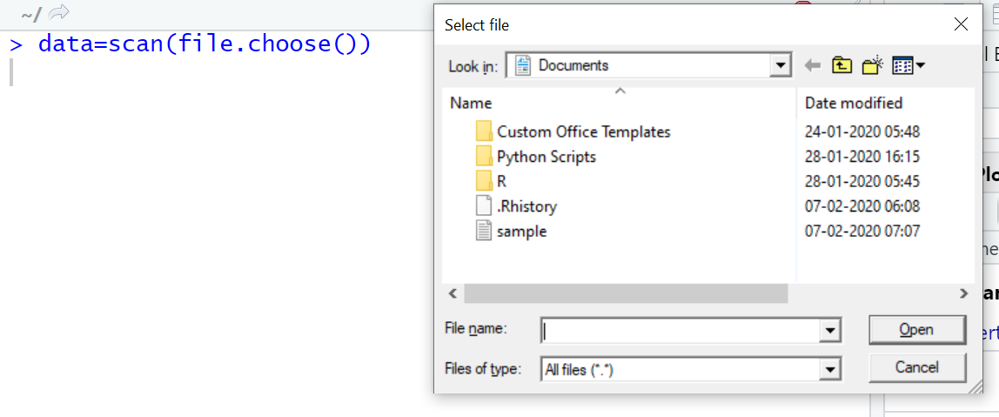 ~/
> data=scan(file.choose())
Select file
Look in: Documents
Name Date modified
Custom Office Templates 24-01-2020 05:48
Python Scripts 28-01-2020 16:15
R 28-01-2020 05:45
.Rhistory 07-02-2020 06:08
sample 07-02-2020 07:07
File name: Open
Files of type: All files (*.*) Cancel